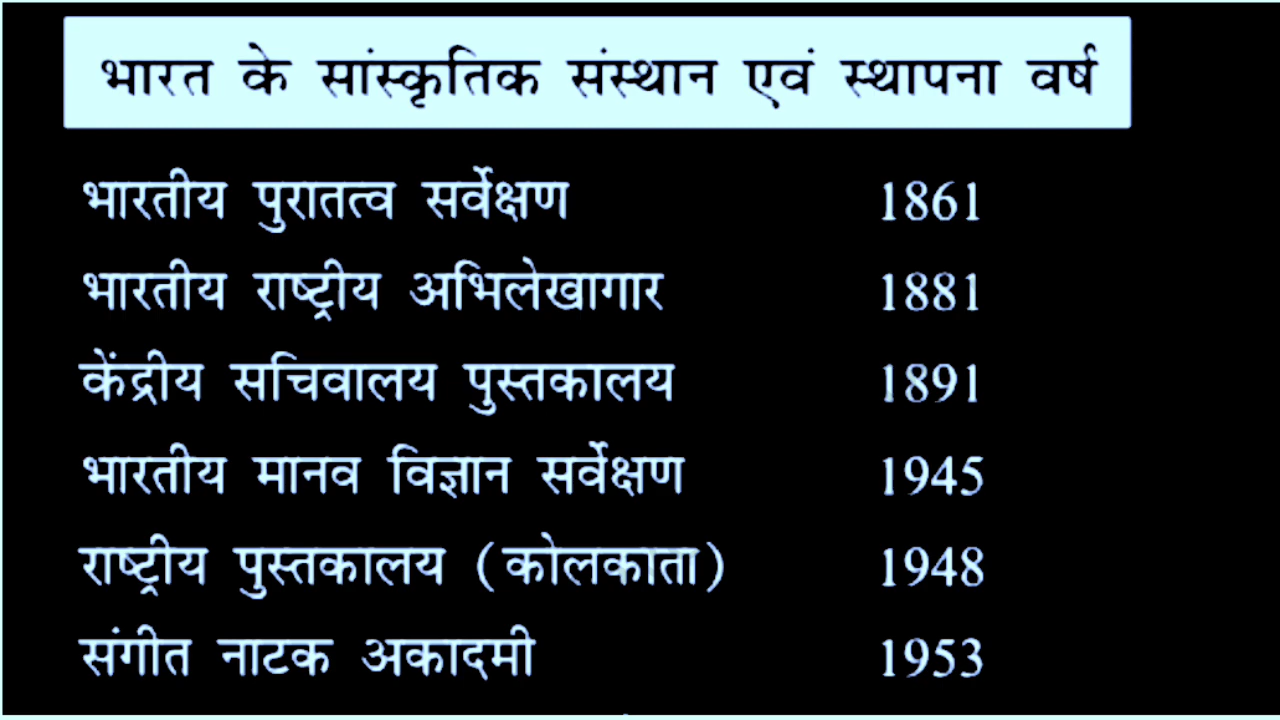 भारत के सांस्कृतिक संस्थान एवं स्थापना वर्ष
भारतीय पुरातत्व सर्वेक्षण 1861
भारतीय राष्ट्रीय अभिलेखागार 1881
केंद्रीय सचिवालय पुस्तकालय 1891
भारतीय मानव विज्ञान सर्वेक्षण 1945
राष्ट्रीय पुस्तकालय (कोलकाता) 1948
संगीत नाटक अकादमी 1953